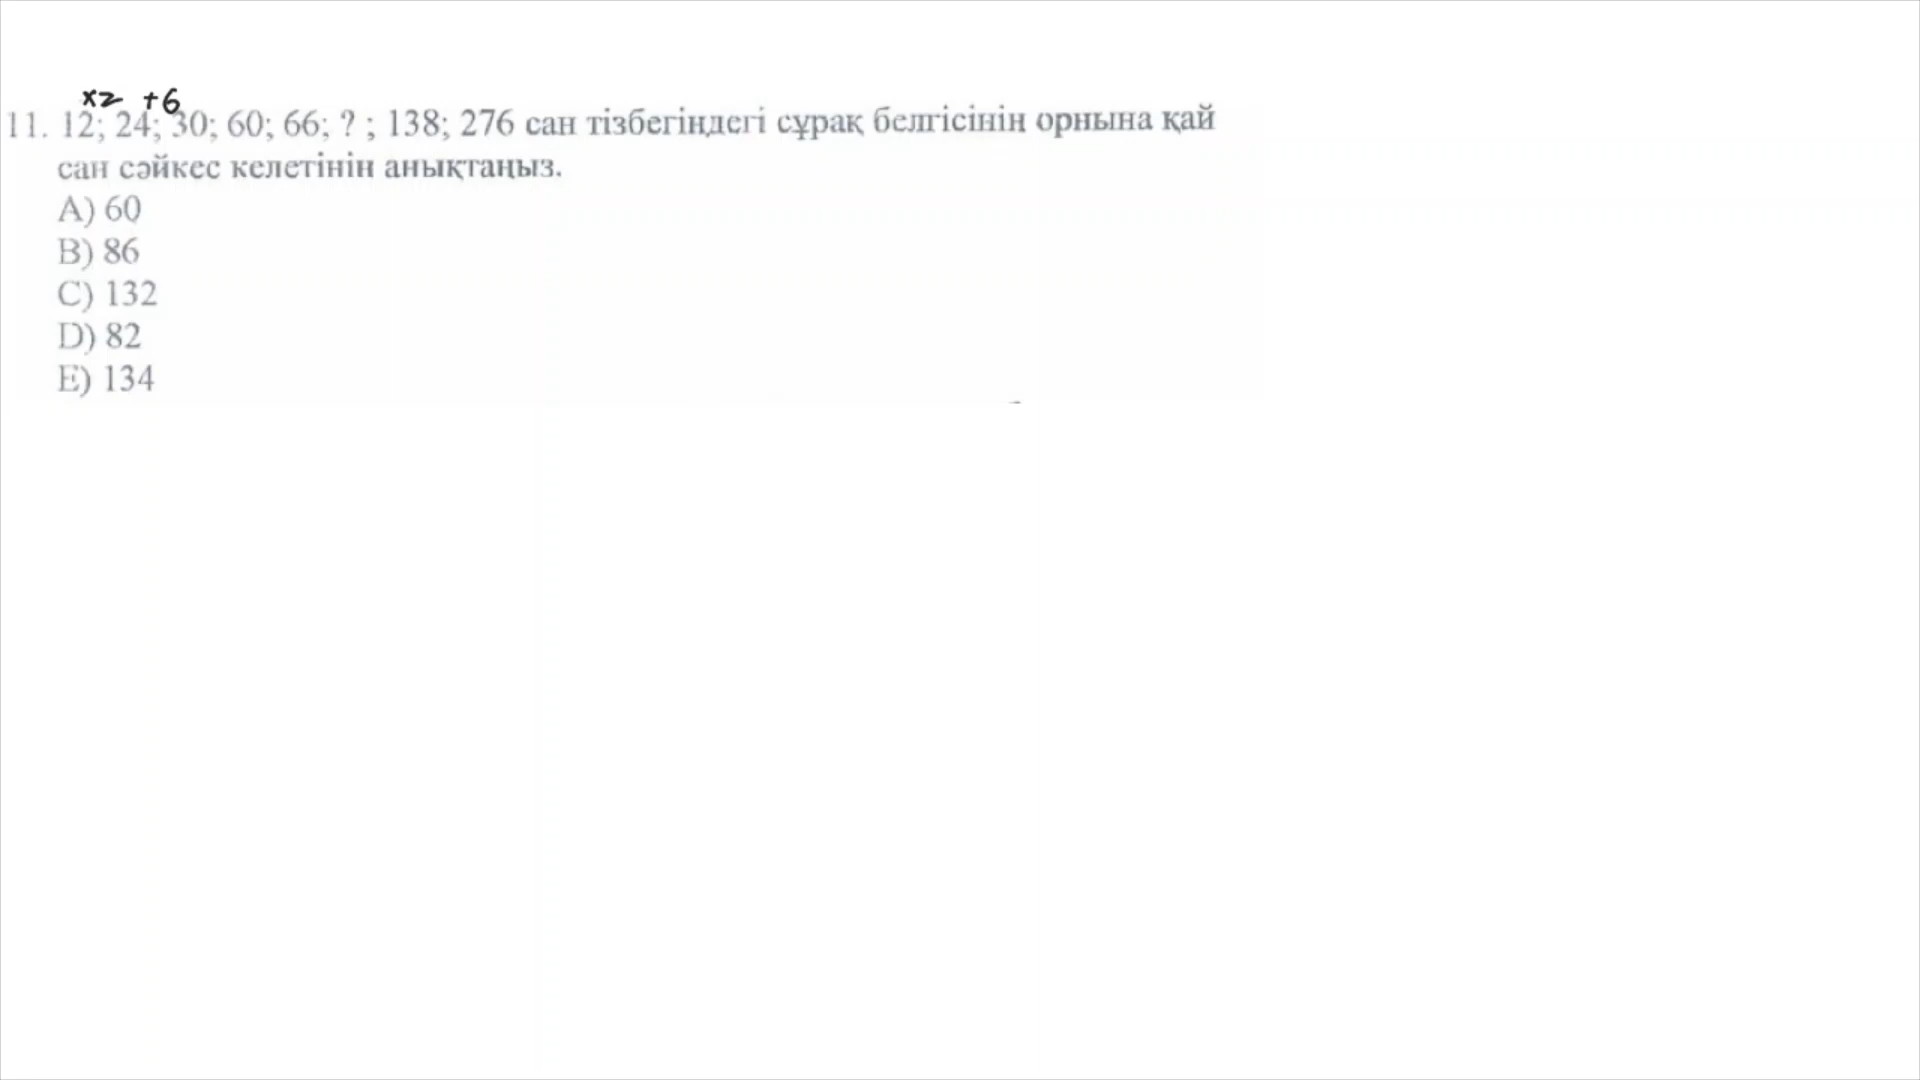 ×2 +6
11. 12; 24; 30; 60; 66; ? ; 138; 276 сан тізбегіндегі сұрақ белгісінің орнына қай
сан сәйкес келетінін анықтаңыз.
A) 60
B) 86
C) 132
D) 82
E) 134